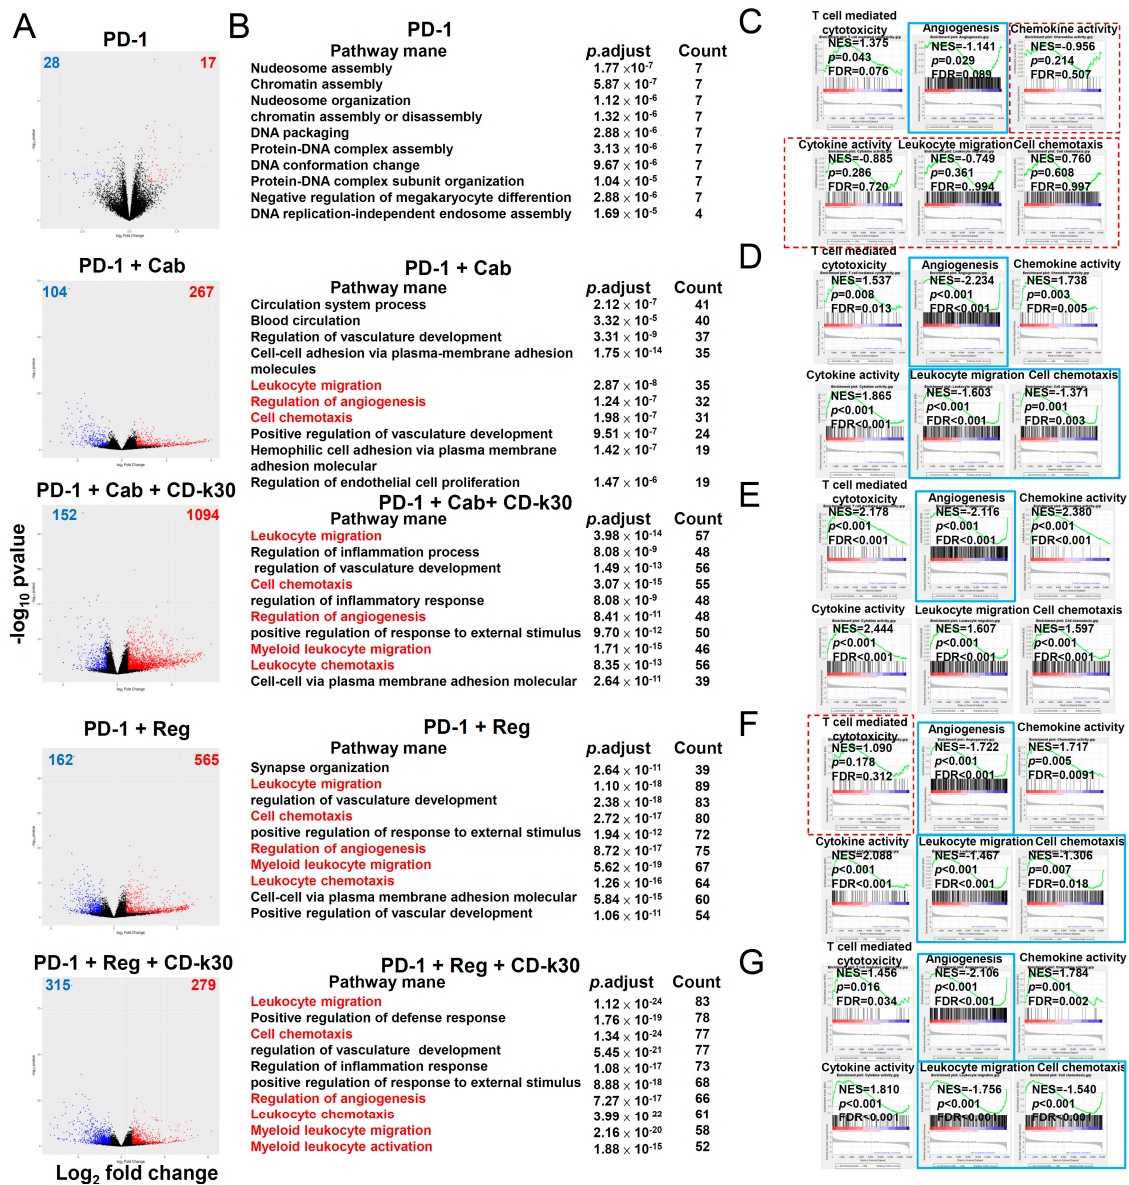 A
PD-1
28
17
log₂ Fold Change
PD-1 + Cab
104
267
log₂ Fold Change
PD-1 + Cab + CD-k30
152
1094
log₂ Fold Change
PD-1 + Reg
162
565
log₂ Fold Change
PD-1 + Reg + CD-k30
315
279
log₂ Fold Change
-log₁₀ pvalue
Log₂ fold change
B
PD-1
Pathway mane p.adjust Count
Nudeosome assembly 1.77 ×10⁻⁷ 7
Chromatin assembly 5.87 × 10⁻⁷ 7
Nudeosome organization 1.12 × 10⁻⁶ 7
chromatin assembly or disassembly 1.32 × 10⁻⁶ 7
DNA packaging 2.88 × 10⁻⁶ 7
Protein-DNA complex assembly 3.13 × 10⁻⁶ 7
DNA conformation change 9.67 × 10⁻⁶ 7
Protein-DNA complex subunit organization 1.04 × 10⁻⁵ 7
Negative regulation of megakaryocyte differention 2.88 × 10⁻⁶ 7
DNA replication-independent endosome assembly 1.69 × 10⁻⁵ 4
PD-1 + Cab
Pathway mane p.adjust Count
Circulation system process 2.12 × 10⁻⁷ 41
Blood circulation 3.32 × 10⁻⁵ 40
Regulation of vasculature development 3.31 × 10⁻⁹ 37
Cell-cell adhesion via plasma-membrane adhesion 1.75 × 10⁻¹⁴ 35
molecules
Leukocyte migration 2.87 × 10⁻⁸ 35
Regulation of angiogenesis 1.24 × 10⁻⁷ 32
Cell chemotaxis 1.98 × 10⁻⁷ 31
Positive regulation of vasculature development 9.51 × 10⁻⁷ 24
Hemophilic cell adhesion via plasma membrane 1.42 × 10⁻⁷ 19
adhesion molecular
Regulation of endothelial cell proliferation 1.47 × 10⁻⁶ 19
PD-1 + Cab+ CD-k30
Pathway mane p.adjust Count
Leukocyte migration 3.98 × 10⁻¹⁴ 57
Regulation of inflammation process 8.08 × 10⁻⁹ 48
regulation of vasculature development 1.49 × 10⁻¹³ 56
Cell chemotaxis 3.07 × 10⁻¹⁵ 55
regulation of inflammatory response 8.08 × 10⁻⁹ 48
Regulation of angiogenesis 8.41 × 10⁻¹¹ 48
positive regulation of response to external stimulus 9.70 × 10⁻¹² 50
Myeloid leukocyte migration 1.71 × 10⁻¹⁵ 46
Leukocyte chemotaxis 8.35 × 10⁻¹³ 56
Cell-cell via plasma membrane adhesion molecular 2.64 × 10⁻¹¹ 39
PD-1 + Reg
Pathway mane p.adjust Count
Synapse organization 2.64 × 10⁻¹¹ 39
Leukocyte migration 1.10 × 10⁻¹⁸ 89
regulation of vasculature development 2.38 × 10⁻¹⁸ 83
Cell chemotaxis 2.72 × 10⁻¹⁷ 80
positive regulation of response to external stimulus 1.94 × 10⁻¹² 72
Regulation of angiogenesis 8.72 × 10⁻¹⁷ 75
Myeloid leukocyte migration 5.62 × 10⁻¹⁹ 67
Leukocyte chemotaxis 1.26 × 10⁻¹⁶ 64
Cell-cell via plasma membrane adhesion molecular 5.84 × 10⁻¹⁵ 60
Positive regulation of vascular development 1.06 × 10⁻¹¹ 54
PD-1 + Reg + CD-k30
Pathway mane p.adjust Count
Leukocyte migration 1.12 × 10⁻²⁴ 83
Positive regulation of defense response 1.76 × 10⁻¹⁹ 78
Cell chemotaxis 1.34 × 10⁻²⁴ 77
regulation of vasculature development 5.45 × 10⁻²¹ 77
Regulation of inflammation response 1.08 × 10⁻¹⁷ 73
positive regulation of response to external stimulus 8.88 × 10⁻¹⁸ 68
Regulation of angiogenesis 7.27 × 10⁻¹⁷ 66
Leukocyte chemotaxis 3.99 × 10⁻²² 61
Myeloid leukocyte migration 2.16 × 10⁻²⁰ 58
Myeloid leukocyte activation 1.88 × 10⁻¹⁵ 52
C
T cell mediated cytotoxicity
NES=1.375
p=0.043
FDR=0.076
Angiogenesis
NES=-1.141
p=0.029
FDR=0.089
Chemokine activity
NES=-0.956
p=0.214
FDR=0.507
Cytokine activity
NES=-0.885
p=0.286
FDR=0.720
Leukocyte migration
NES=-0.749
p=0.361
FDR=0..994
Cell chemotaxis
NES=0.760
p=0.608
FDR=0.997
D
T cell mediated cytotoxicity
NES=1.537
p=0.008
FDR=0.013
Angiogenesis
NES=-2.234
p<0.001
FDR<0.001
Chemokine activity
NES=1.738
p=0.003
FDR=0.005
Cytokine activity
NES=1.865
p<0.001
FDR<0.001
Leukocyte migration
NES=-1.603
p<0.001
FDR<0.001
Cell chemotaxis
NES=-1.371
p=0.001
FDR=0.003
E
T cell mediated cytotoxicity
NES=2.178
p<0.001
FDR<0.001
Angiogenesis
NES=-2.116
p<0.001
FDR<0.001
Chemokine activity
NES=2.380
p<0.001
FDR<0.001
Cytokine activity
NES=2.444
p<0.001
FDR<0.001
Leukocyte migration
NES=1.607
p<0.001
FDR<0.001
Cell chemotaxis
NES=1.597
p<0.001
FDR<0.001
F
T cell mediated cytotoxicity
NES=1.090
p=0.178
FDR=0.312
Angiogenesis
NES=-1.722
p<0.001
FDR<0.001
Chemokine activity
NES=1.717
p=0.005
FDR=0.0091
Cytokine activity
NES=2.088
p<0.001
FDR<0.001
Leukocyte migration
NES=-1.467
p<0.001
FDR<0.001
Cell chemotaxis
NES=-1.306
p=0.007
FDR=0.018
G
T cell mediated cytotoxicity
NES=1.456
p=0.016
FDR=0.034
Angiogenesis
NES=-2.106
p<0.001
FDR<0.001
Chemokine activity
NES=1.784
p=0.001
FDR=0.002
Cytokine activity
NES=1.810
p<0.001
FDR<0.001
Leukocyte migration
NES=-1.756
p<0.001
FDR<0.001
Cell chemotaxis
NES=-1.540
p<0.001
FDR<0.001